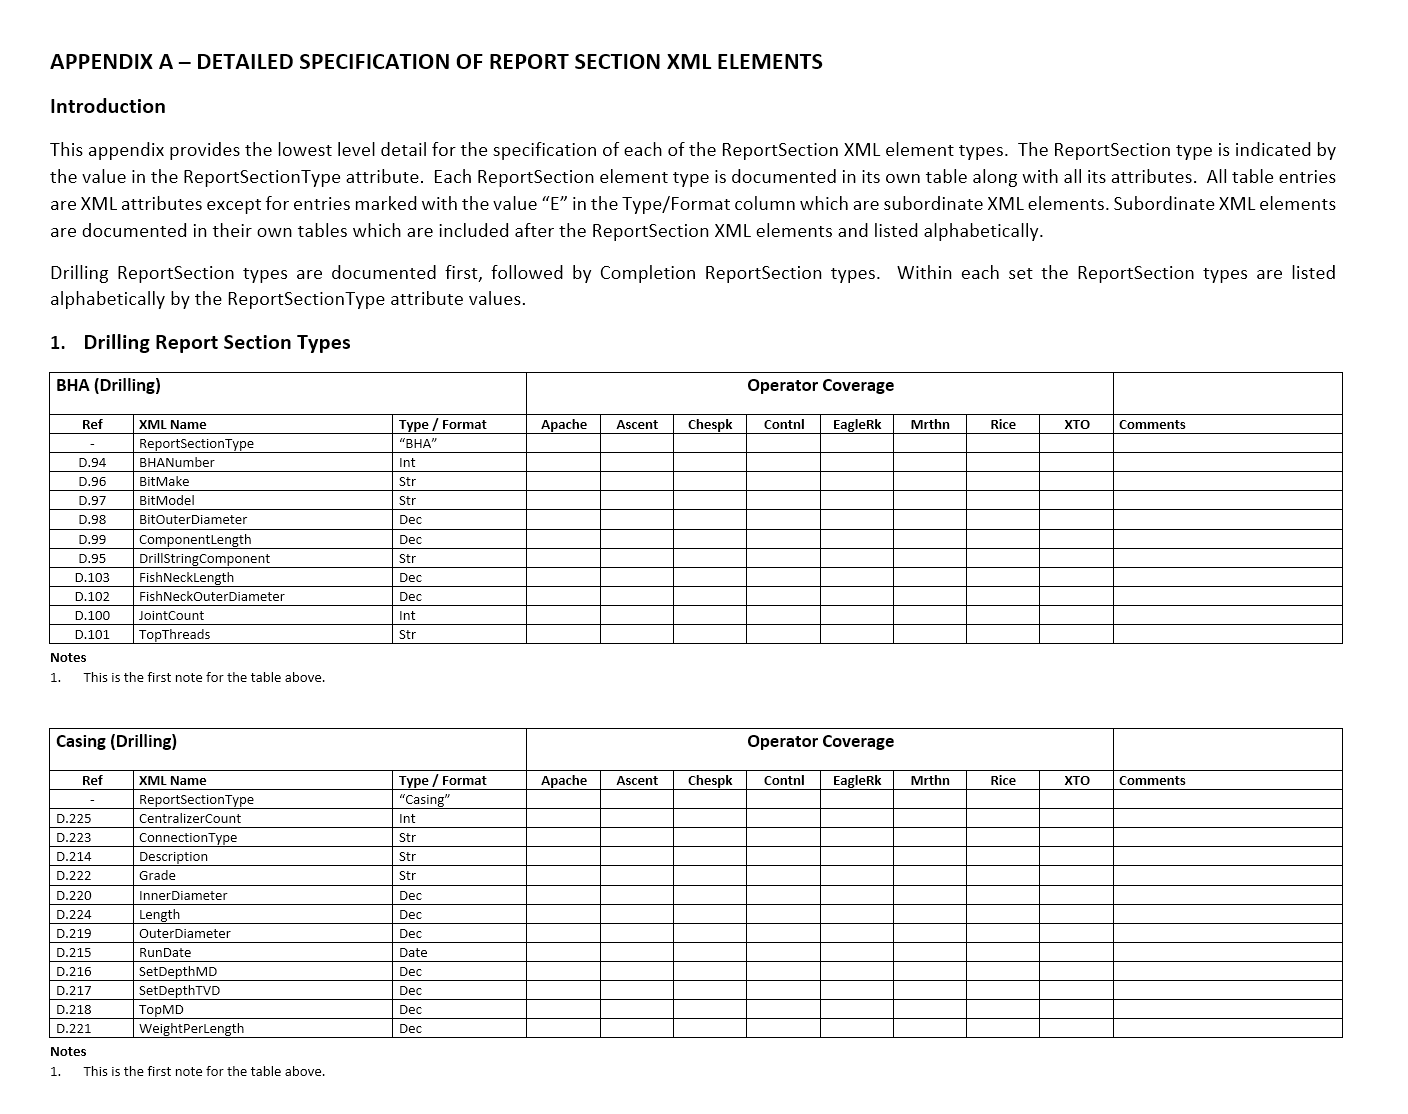 APPENDIX A – DETAILED SPECIFICATION OF REPORT SECTION XML ELEMENTS
Introduction
This appendix provides the lowest level detail for the specification of each of the ReportSection XML element types. The ReportSection type is indicated by
the value in the ReportSectionType attribute. Each ReportSection element type is documented in its own table along with all its attributes. All table entries
are XML attributes except for entries marked with the value “E” in the Type/Format column which are subordinate XML elements. Subordinate XML elements
are documented in their own tables which are included after the ReportSection XML elements and listed alphabetically.
Drilling ReportSection types are documented first, followed by Completion ReportSection types. Within each set the ReportSection types are listed
alphabetically by the ReportSectionType attribute values.
1. Drilling Report Section Types
BHA (Drilling) Operator Coverage
Ref XML Name Type / Format Apache Ascent Chespk Contnl EagleRk Mrthn Rice XTO Comments
- ReportSectionType “BHA”
D.94 BHANumber Int
D.96 BitMake Str
D.97 BitModel Str
D.98 BitOuterDiameter Dec
D.99 ComponentLength Dec
D.95 DrillStringComponent Str
D.103 FishNeckLength Dec
D.102 FishNeckOuterDiameter Dec
D.100 JointCount Int
D.101 TopThreads Str
Notes
1. This is the first note for the table above.
Casing (Drilling) Operator Coverage
Ref XML Name Type / Format Apache Ascent Chespk Contnl EagleRk Mrthn Rice XTO Comments
- ReportSectionType “Casing”
D.225 CentralizerCount Int
D.223 ConnectionType Str
D.214 Description Str
D.222 Grade Str
D.220 InnerDiameter Dec
D.224 Length Dec
D.219 OuterDiameter Dec
D.215 RunDate Date
D.216 SetDepthMD Dec
D.217 SetDepthTVD Dec
D.218 TopMD Dec
D.221 WeightPerLength Dec
Notes
1. This is the first note for the table above.